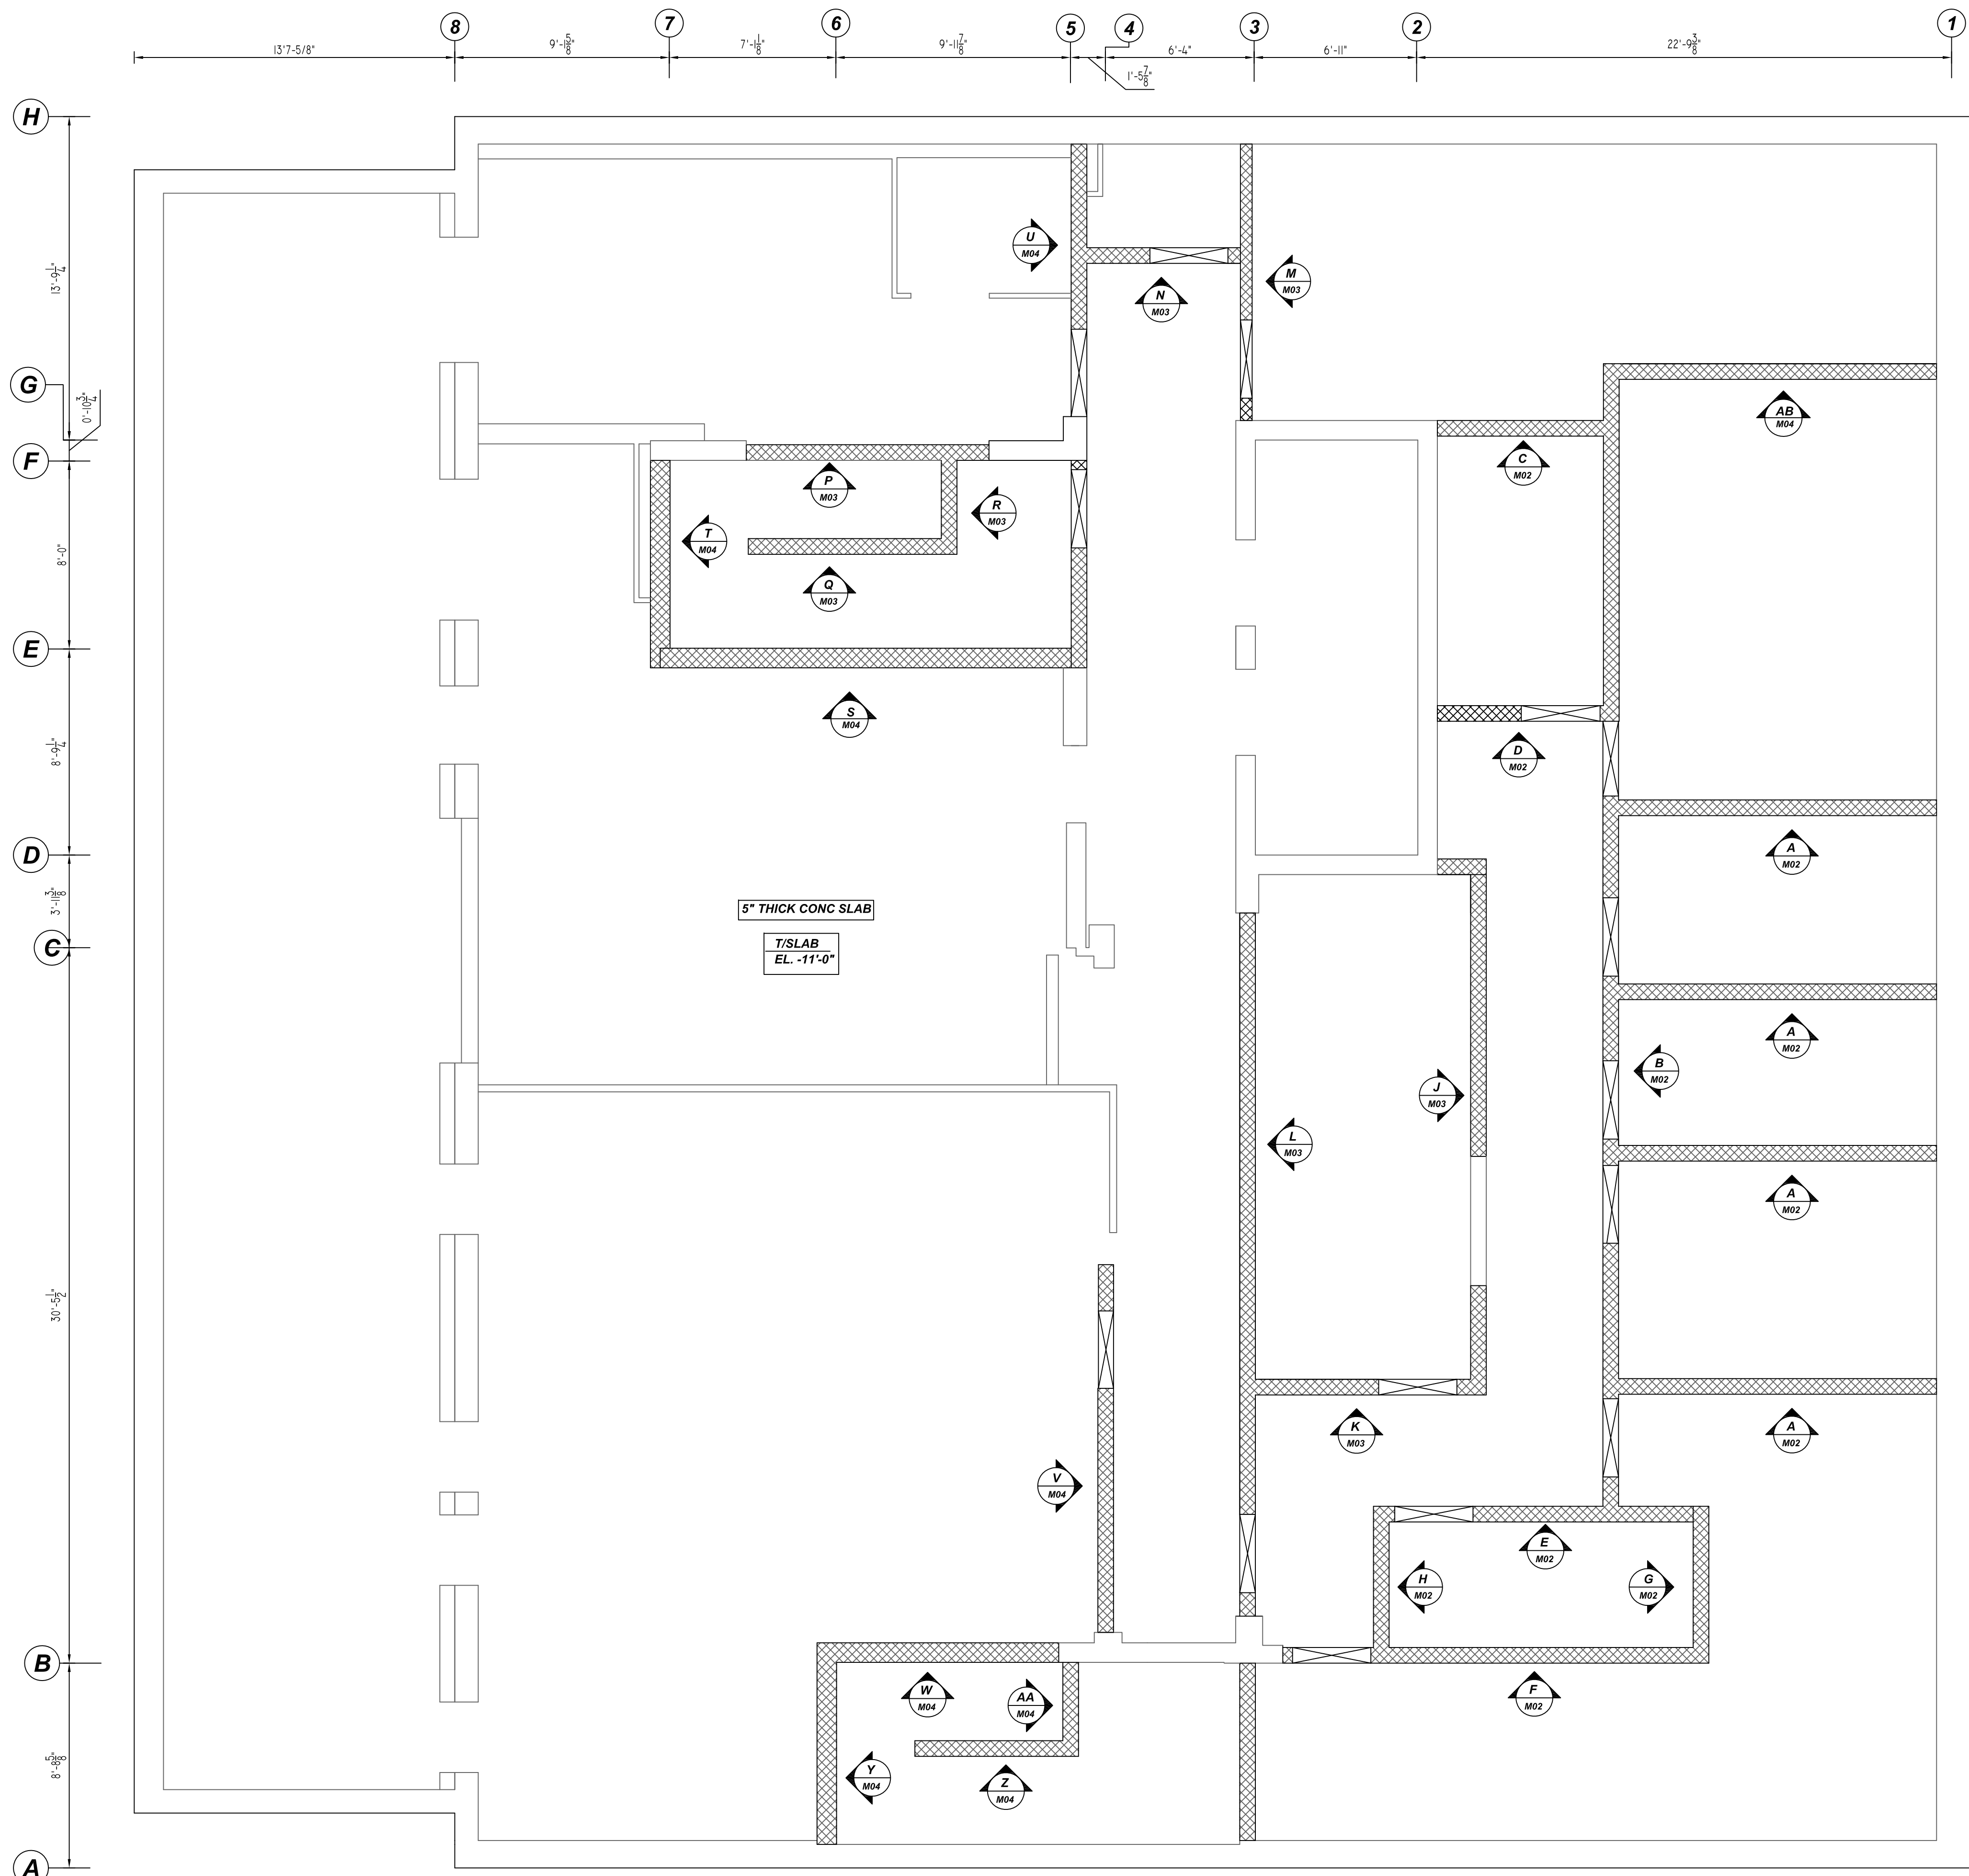 8
7
6
5
4
3
2
1
13'7-5/8"
9'-1 5/8"
7'-1 1/8"
9'-11 7/8"
1'-5 7/8"
6'-4"
6'-11"
22'-9 3/8"
H
13'-9 1/4"
G
0'-10 3/4"
F
8'-0"
E
8'-9 1/4"
D
3'-11 3/8"
C
30'-5 1/2"
B
8'-8 5/8"
A
U
M04
N
M03
M
M03
AB
M04
C
M02
P
M03
R
M03
T
M04
Q
M03
S
M04
D
M02
A
M02
5" THICK CONC SLAB
T/SLAB
EL. -11'-0"
A
M02
B
M02
J
M03
L
M03
A
M02
K
M03
A
M02
V
M04
E
M02
H
M02
G
M02
W
M04
AA
M04
F
M02
Y
M04
Z
M04